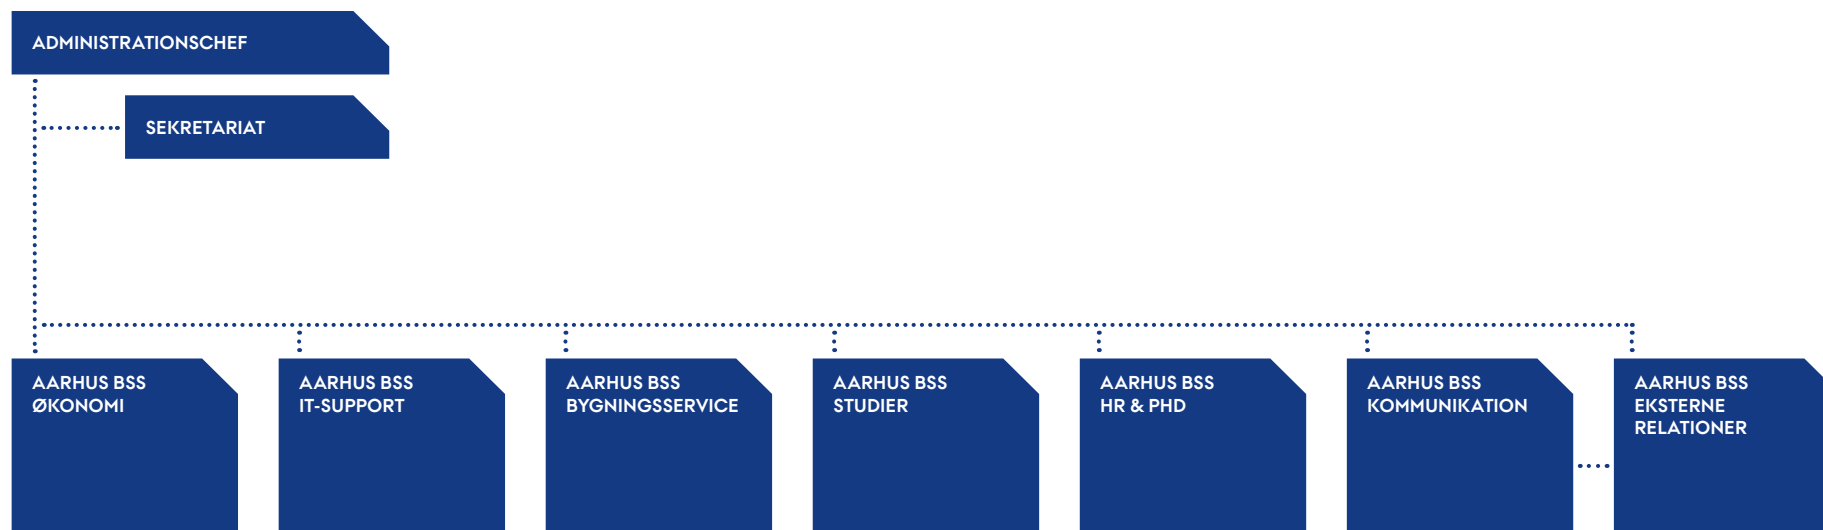 ADMINISTRATIONSCHEF
SEKRETARIAT
AARHUS BSS
ØKONOMI
AARHUS BSS
IT-SUPPORT
AARHUS BSS
BYGNINGSSERVICE
AARHUS BSS
STUDIER
AARHUS BSS
HR & PHD
AARHUS BSS
KOMMUNIKATION
AARHUS BSS
EKSTERNE
RELATIONER